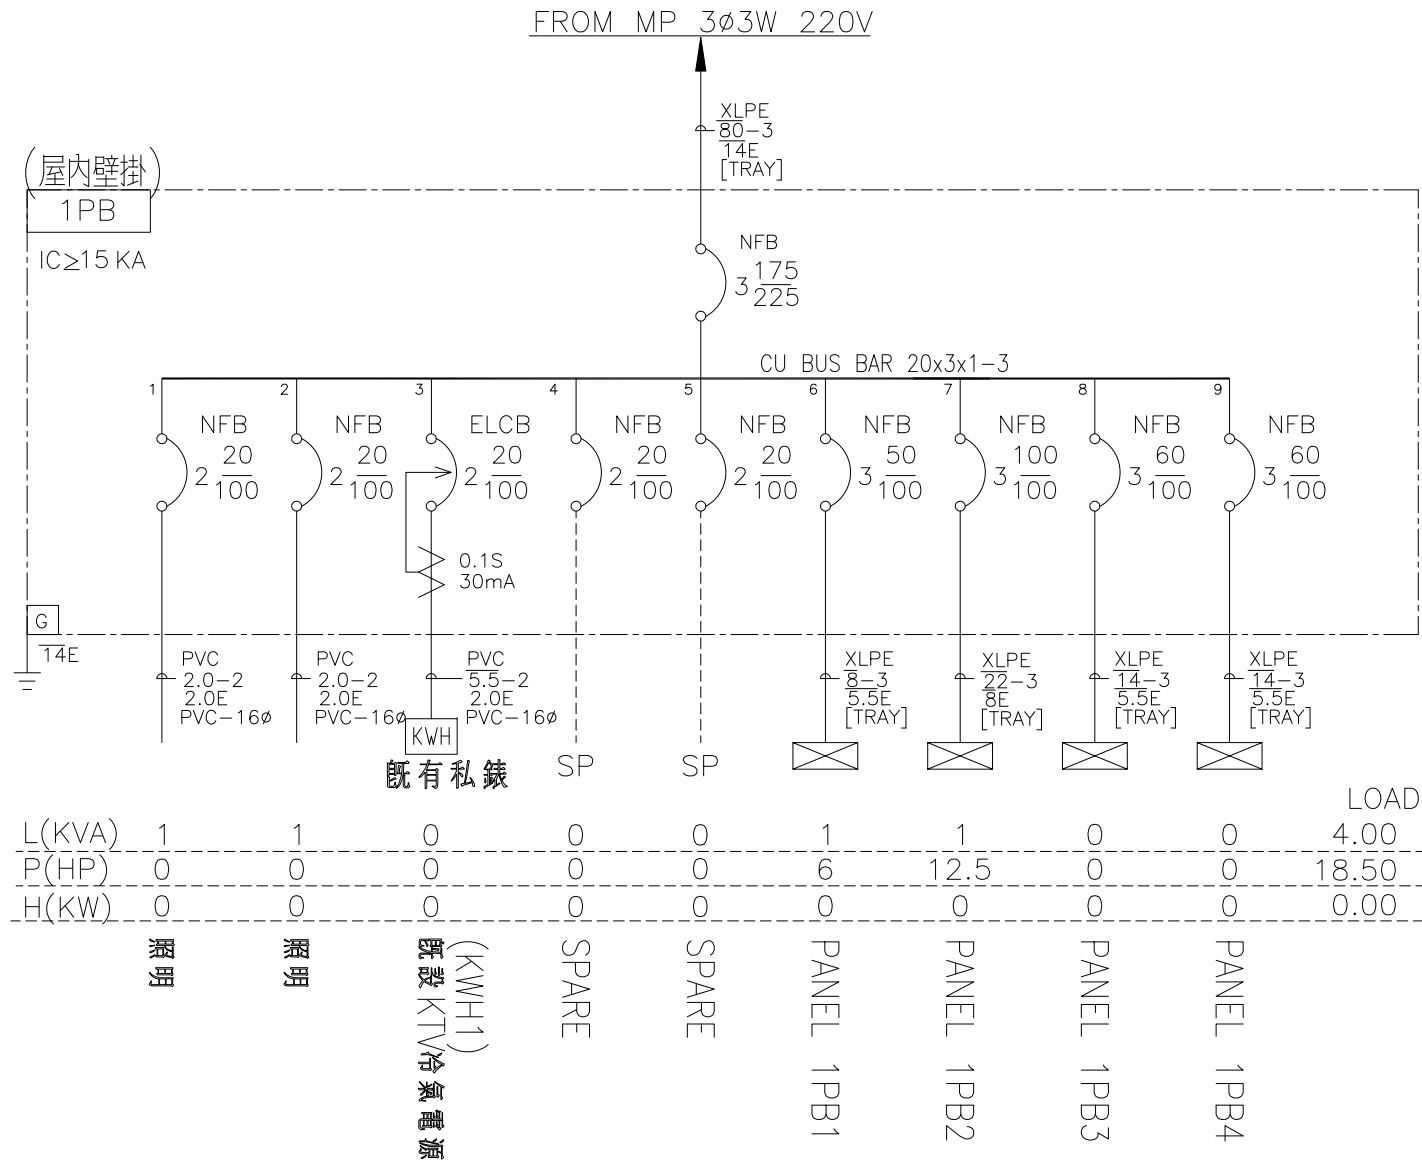 FROM MP 3ø3W 220V
XLPE
80-3
14E
[TRAY]
(屋內壁掛)
1PB
IC≥15 KA
NFB
3 175
225
CU BUS BAR 20x3x1-3
1 2 3 4 5 6 7 8 9
NFB
2 20
100
NFB
2 20
100
ELCB
2 20
100
NFB
2 20
100
NFB
2 20
100
NFB
3 50
100
NFB
3 100
100
NFB
3 60
100
NFB
3 60
100
0.1S
30mA
G
14E
PVC
2.0-2
2.0E
PVC-16ø
PVC
2.0-2
2.0E
PVC-16ø
PVC
5.5-2
2.0E
PVC-16ø
KWH
既有私錶
SP
SP
XLPE
8-3
5.5E
[TRAY]
XLPE
22-3
8E
[TRAY]
XLPE
14-3
5.5E
[TRAY]
XLPE
14-3
5.5E
[TRAY]
LOAD
L(KVA) 1 1 0 0 0 1 1 0 0 4.00
P(HP) 0 0 0 0 0 6 12.5 0 0 18.50
H(KW) 0 0 0 0 0 0 0 0 0 0.00
照明
照明
(KWH1)
既設 KTV冷氣電源
SPARE
SPARE
PANEL 1PB1
PANEL 1PB2
PANEL 1PB3
PANEL 1PB4